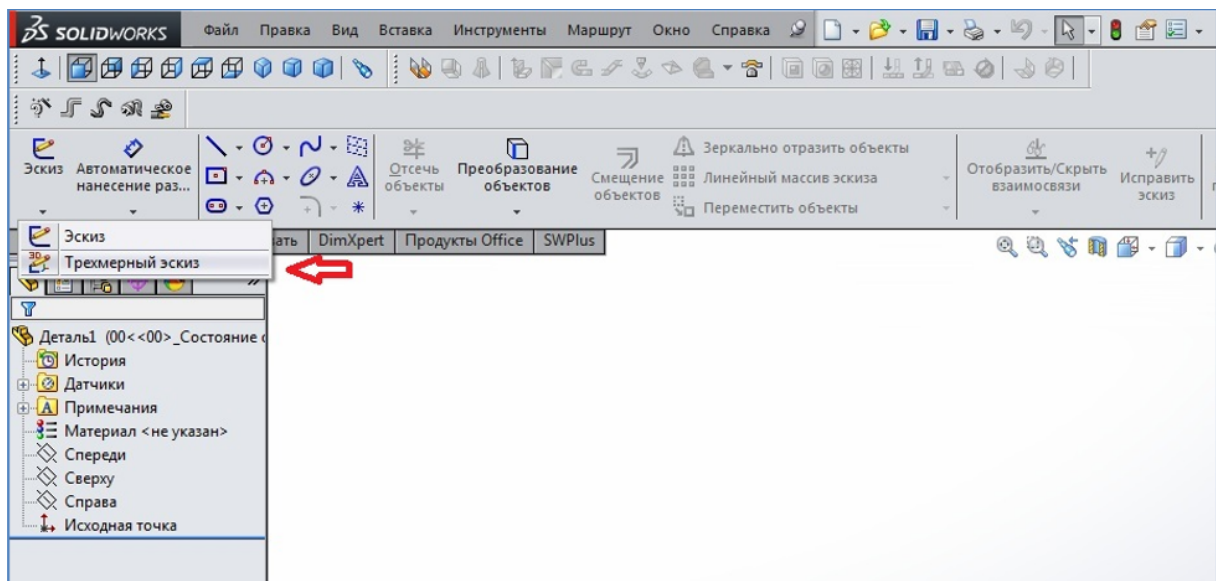 SOLIDWORKS Файл Правка Вид Вставка Инструменты Маршрут Окно Справка
Эскиз
Автоматическое
нанесение раз...
Отсечь
объекты
Преобразование
объектов
Смещение
объектов
Зеркально отразить объекты
Линейный массив эскиза
Переместить объекты
Отобразить/Скрыть
взаимосвязи
Исправить
эскиз
Эскиз
3D Трехмерный эскиз
ать DimXpert Продукты Office SWPlus
Деталь1 (00<<00>_Состояние
История
Датчики
Примечания
Материал <не указан>
Спереди
Сверху
Справа
Исходная точка